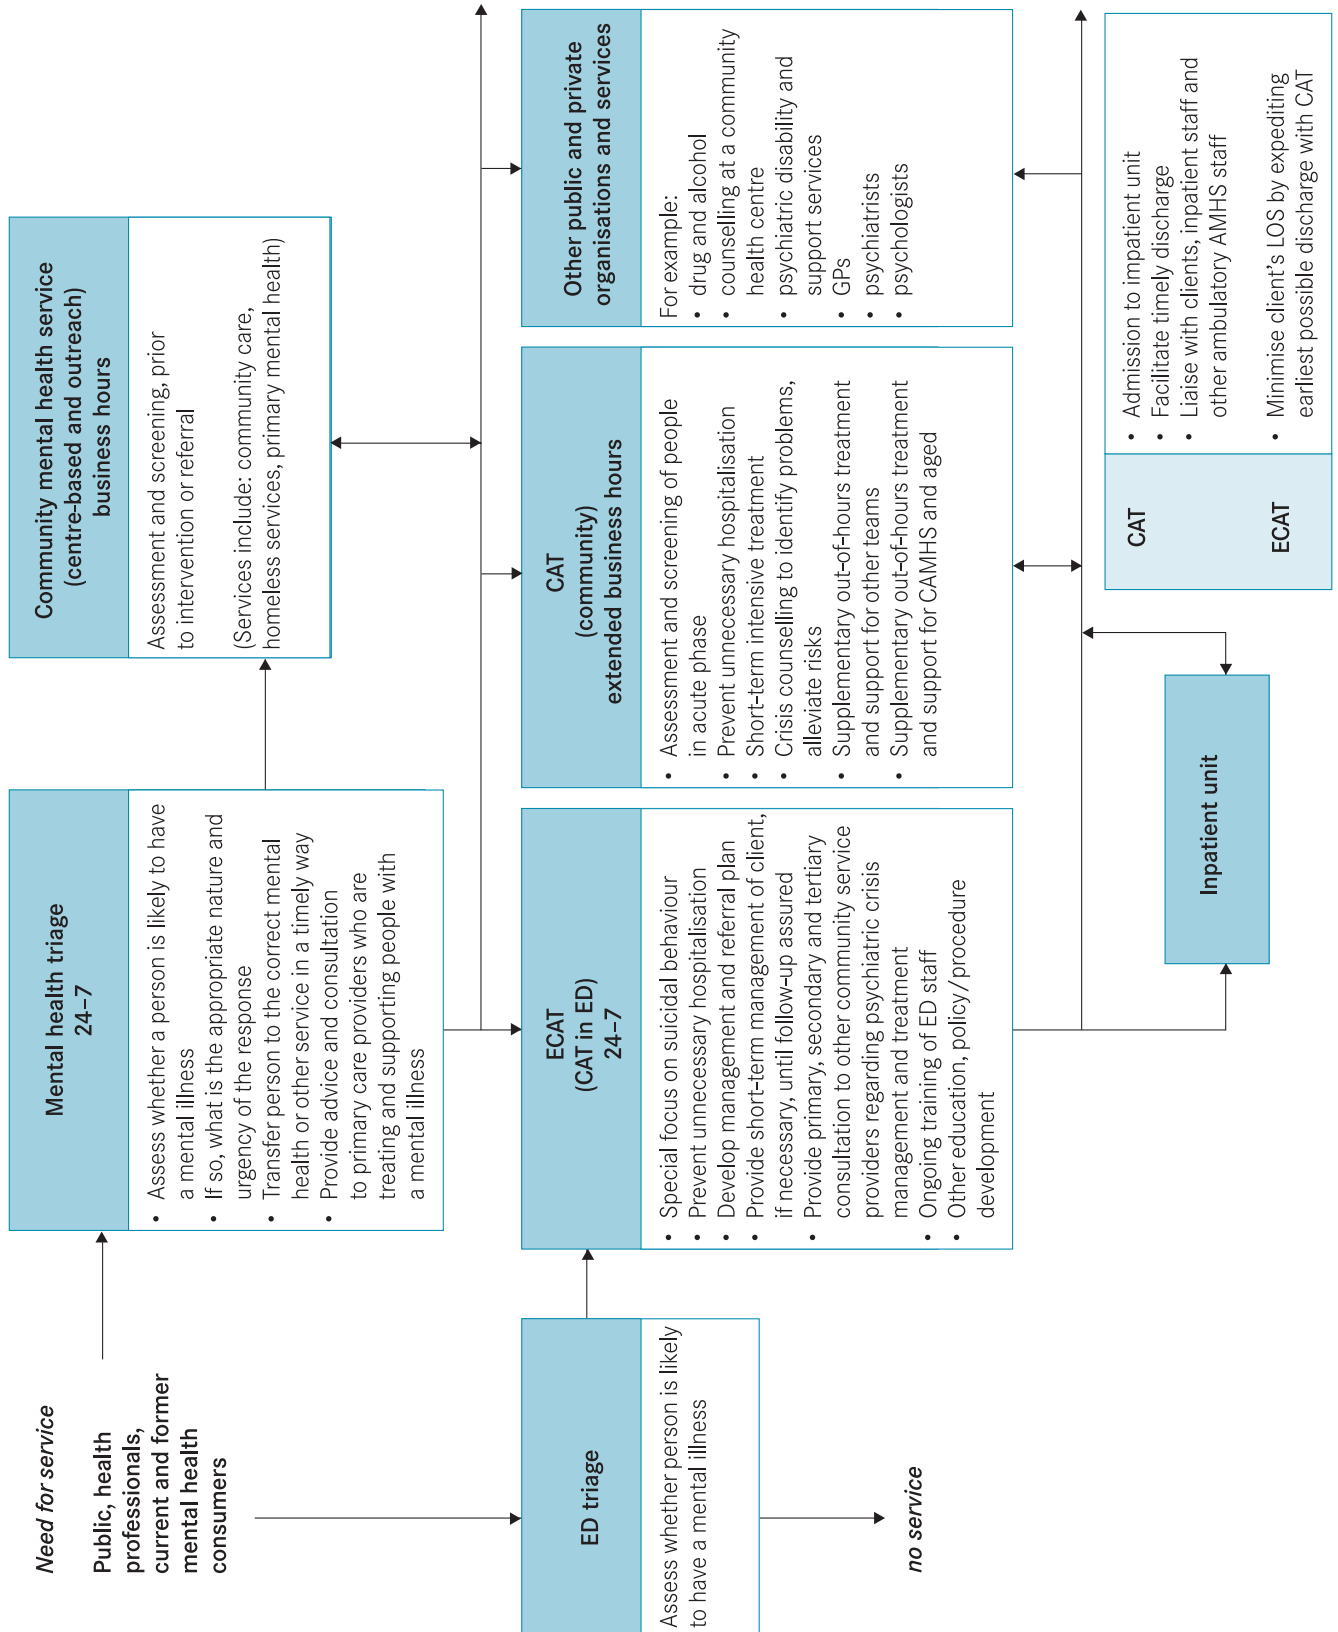 Need for service
Public, health
professionals,
current and former
mental health
consumers
Mental health triage
24–7
• Assess whether a person is likely to have
a mental illness
• If so, what is the appropriate nature and
urgency of the response
• Transfer person to the correct mental
health or other service in a timely way
• Provide advice and consultation
to primary care providers who are
treating and supporting people with
a mental illness
Community mental health service
(centre-based and outreach)
business hours
Assessment and screening, prior
to intervention or referral
(Services include: community care,
homeless services, primary mental health)
ED triage
Assess whether person is likely
to have a mental illness
no service
ECAT
(CAT in ED)
24–7
• Special focus on suicidal behaviour
• Prevent unnecessary hospitalisation
• Develop management and referral plan
• Provide short-term management of client,
if necessary, until follow-up assured
• Provide primary, secondary and tertiary
consultation to other community service
providers regarding psychiatric crisis
management and treatment
• Ongoing training of ED staff
• Other education, policy/procedure
development
CAT
(community)
extended business hours
• Assessment and screening of people
in acute phase
• Prevent unnecessary hospitalisation
• Short-term intensive treatment
• Crisis counselling to identify problems,
alleviate risks
• Supplementary out-of-hours treatment
and support for other teams
• Supplementary out-of-hours treatment
and support for CAMHS and aged
Other public and private
organisations and services
For example:
• drug and alcohol
• counselling at a community
health centre
• psychiatric disability and
support services
• GPs
• psychiatrists
• psychologists
Inpatient unit
CAT
• Admission to impatient unit
• Facilitate timely discharge
• Liaise with clients, inpatient staff and
other ambulatory AMHS staff
ECAT
• Minimise client's LOS by expediting
earliest possible discharge with CAT